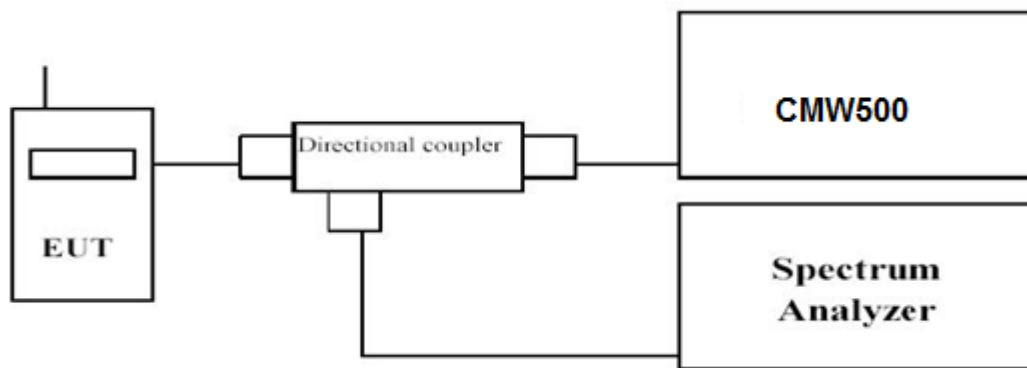 Directional coupler
CMW500
EUT
Spectrum
Analyzer